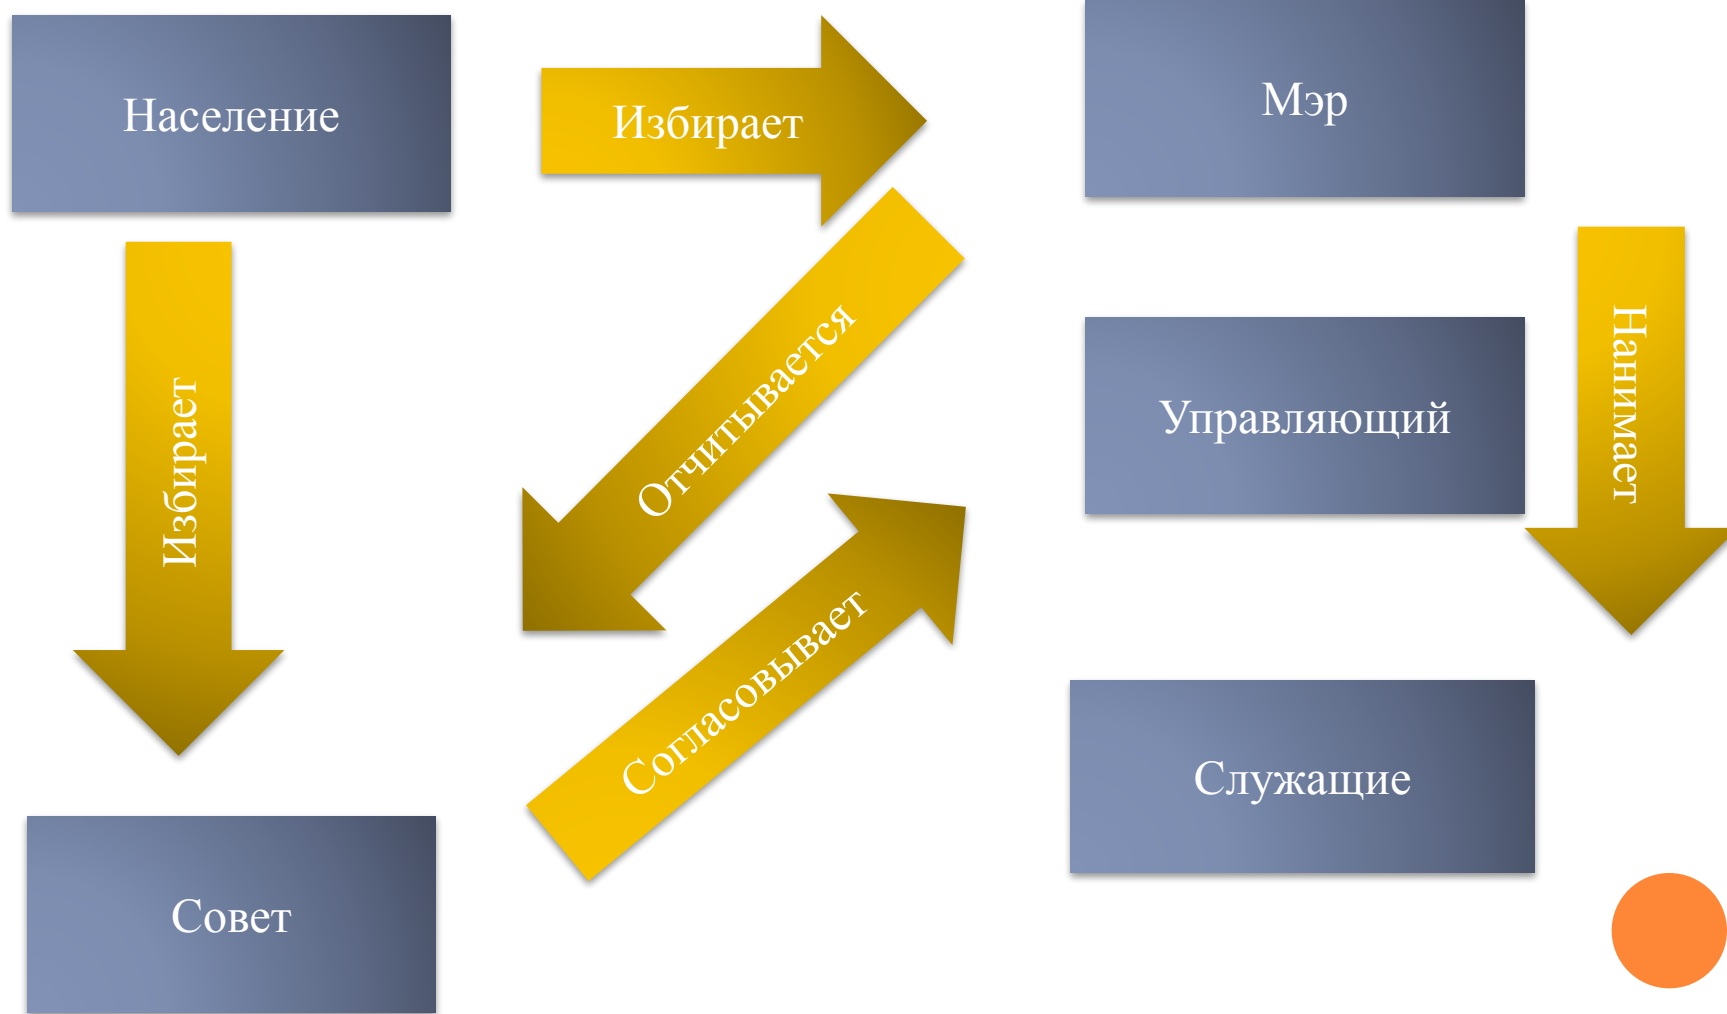 Население
Избирает
Мэр
Избирает
Отчитывается
Управляющий
Нанимает
Согласовывает
Служащие
Совет